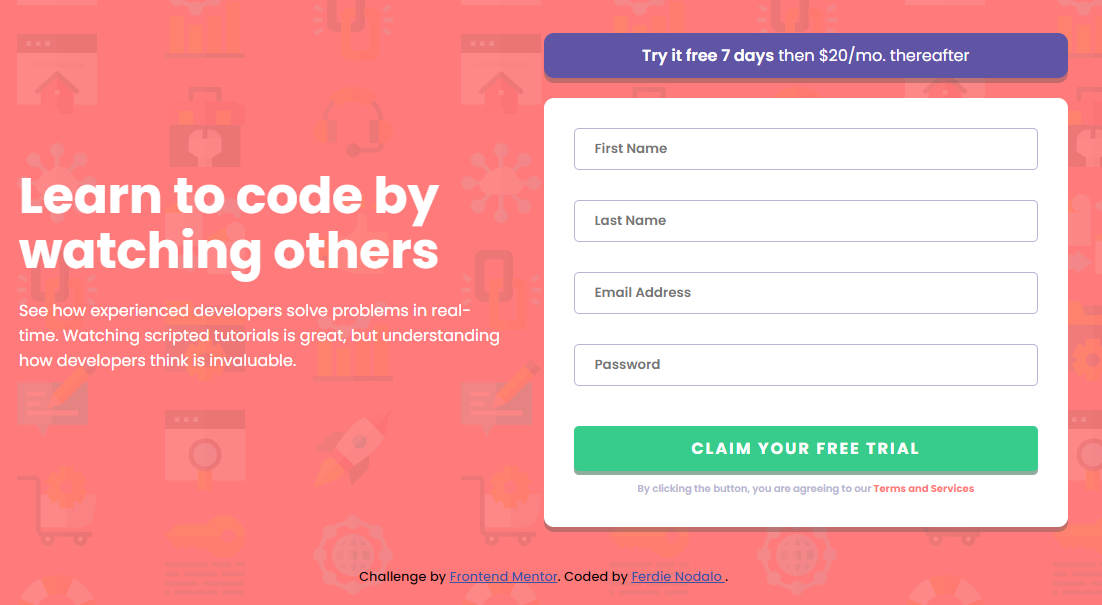 Learn to code by
watching others
See how experienced developers solve problems in real-
time. Watching scripted tutorials is great, but understanding
how developers think is invaluable.
Try it free 7 days then $20/mo. thereafter
First Name
Last Name
Email Address
Password
CLAIM YOUR FREE TRIAL
By clicking the button, you are agreeing to our Terms and Services
Challenge by Frontend Mentor. Coded by Ferdie Nodalo .